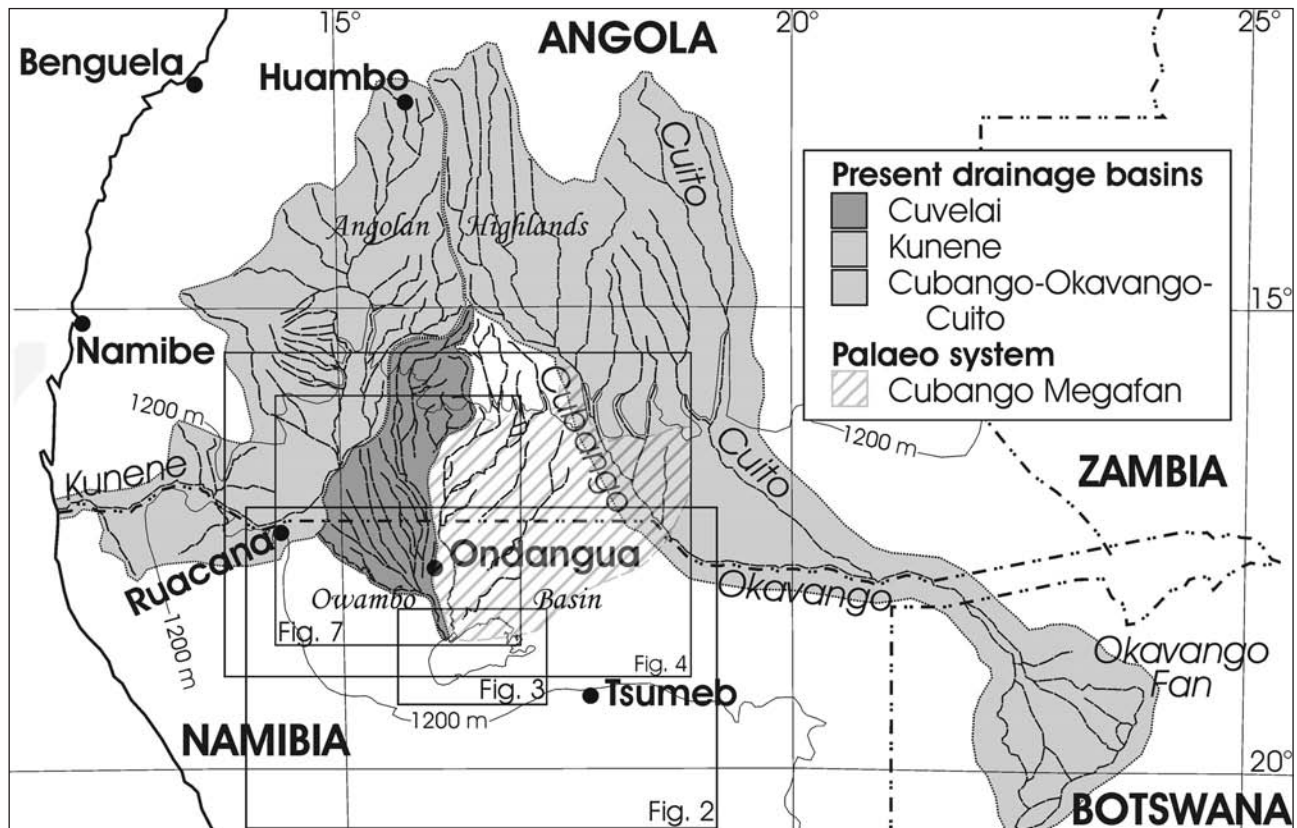 15°
20°
25°
ANGOLA
Benguela
Huambo
Cuito
Present drainage basins
Cuvelai
Kunene
Cubango-Okavango-
Cuito
Palaeo system
Cubango Megafan
Angolan Highlands
15°
Namibe
1200 m
Cubango
1200 m
Kunene
Cuito
ZAMBIA
Ruacana
Ondangua
Okavango
Owambo Basin
1200 m
Fig. 7
Fig. 4
Okavango
Fan
Fig. 3
Tsumeb
1200 m
NAMIBIA
20°
Fig. 2
BOTSWANA